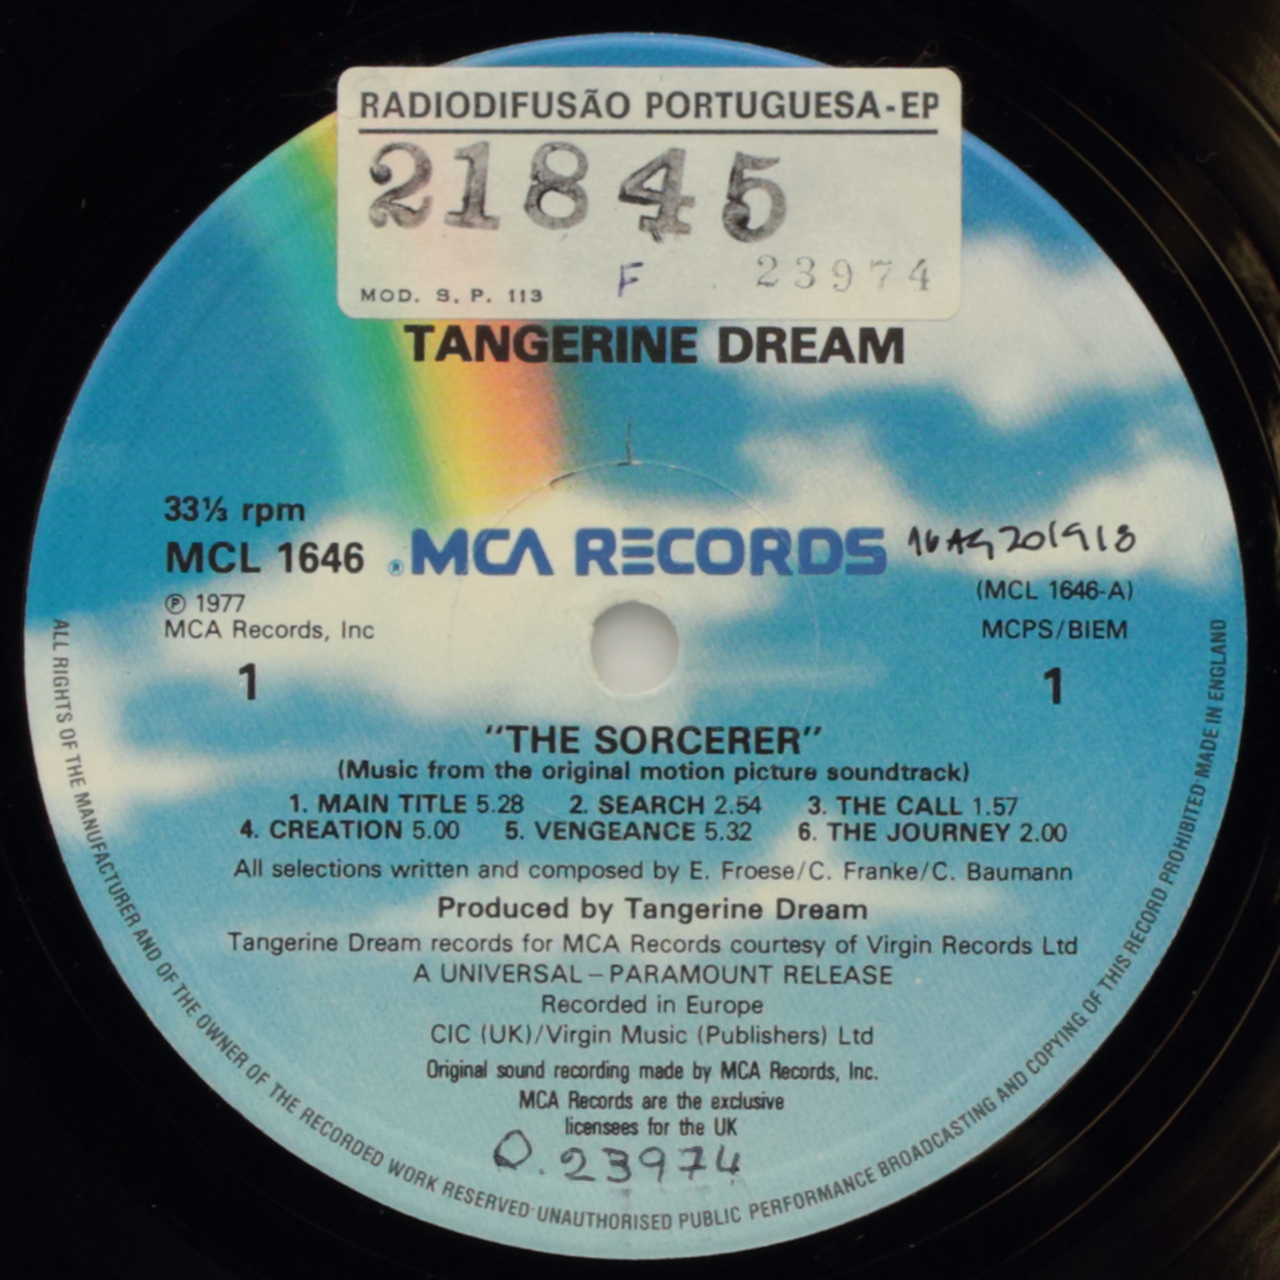 RADIODIFUSÃO PORTUGUESA-EP
21845
F 23974
MOD. S. P. 113
TANGERINE DREAM
33⅓ rpm
MCL 1646
® MCA RECORDS
(MCL 1646-A)
℗ 1977
MCA Records, Inc
MCPS/BIEM
1
1
"THE SORCERER"
(Music from the original motion picture soundtrack)
1. MAIN TITLE 5.28 2. SEARCH 2.54 3. THE CALL 1.57
4. CREATION 5.00 5. VENGEANCE 5.32 6. THE JOURNEY 2.00
All selections written and composed by E. Froese/C. Franke/C. Baumann
Produced by Tangerine Dream
Tangerine Dream records for MCA Records courtesy of Virgin Records Ltd
A UNIVERSAL–PARAMOUNT RELEASE
Recorded in Europe
CIC (UK)/Virgin Music (Publishers) Ltd
Original sound recording made by MCA Records, Inc.
MCA Records are the exclusive
licensees for the UK
D. 23974
ALL RIGHTS OF THE MANUFACTURER AND OF THE OWNER OF THE RECORDED WORK RESERVED·UNAUTHORISED PUBLIC PERFORMANCE BROADCASTING AND COPYING OF THIS RECORD PROHIBITED MADE IN ENGLAND